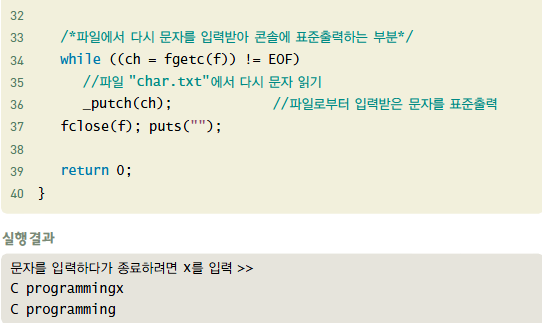 32
33 /*파일에서 다시 문자를 입력받아 콘솔에 표준출력하는 부분*/
34 while ((ch = fgetc(f)) != EOF)
35 //파일 "char.txt"에서 다시 문자 읽기
36 _putch(ch); //파일로부터 입력받은 문자를 표준출력
37 fclose(f); puts("");
38
39 return 0;
40 }
실행결과
문자를 입력하다가 종료하려면 x를 입력 >>
C programmingx
C programming